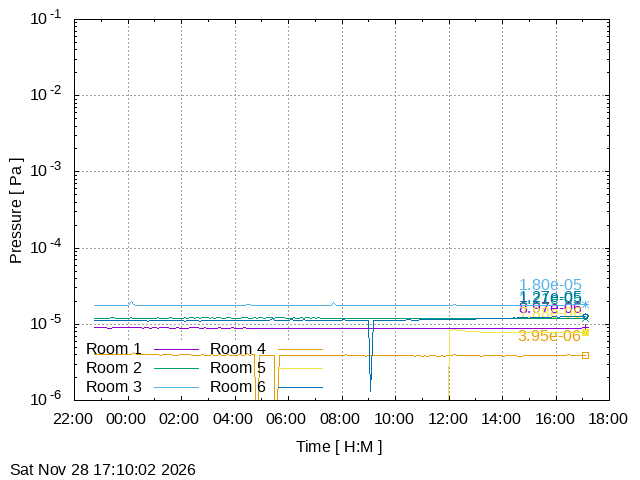 10^-1
10^-2
10^-3
10^-4
10^-5
10^-6
Pressure [ Pa ]
1.80e-05
1.27e-05
8.97e-06
3.95e-06
Room 1 Room 4
Room 2 Room 5
Room 3 Room 6
22:00 00:00 02:00 04:00 06:00 08:00 10:00 12:00 14:00 16:00 18:00
Time [ H:M ]
Sat Nov 28 17:10:02 2026